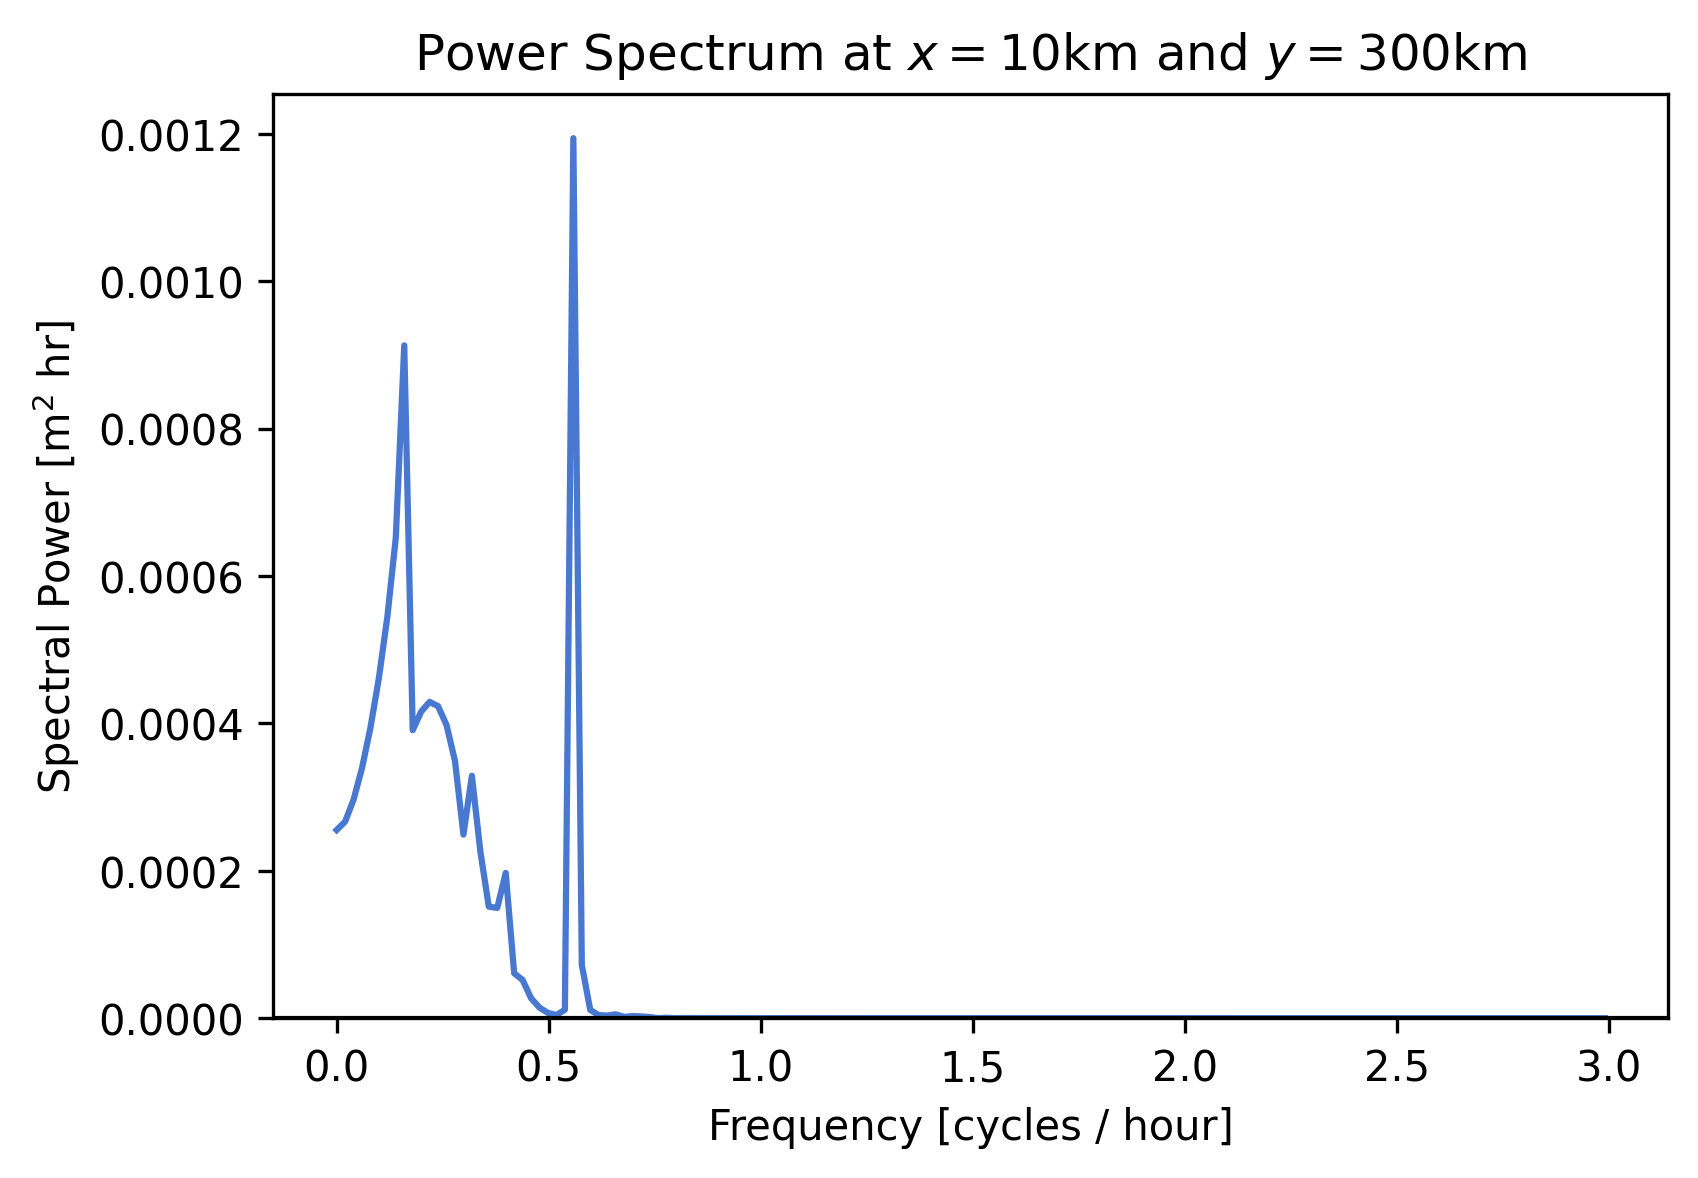 Power Spectrum at x = 10km and y = 300km
Spectral Power [m² hr]
0.0012
0.0010
0.0008
0.0006
0.0004
0.0002
0.0000
0.0 0.5 1.0 1.5 2.0 2.5 3.0
Frequency [cycles / hour]